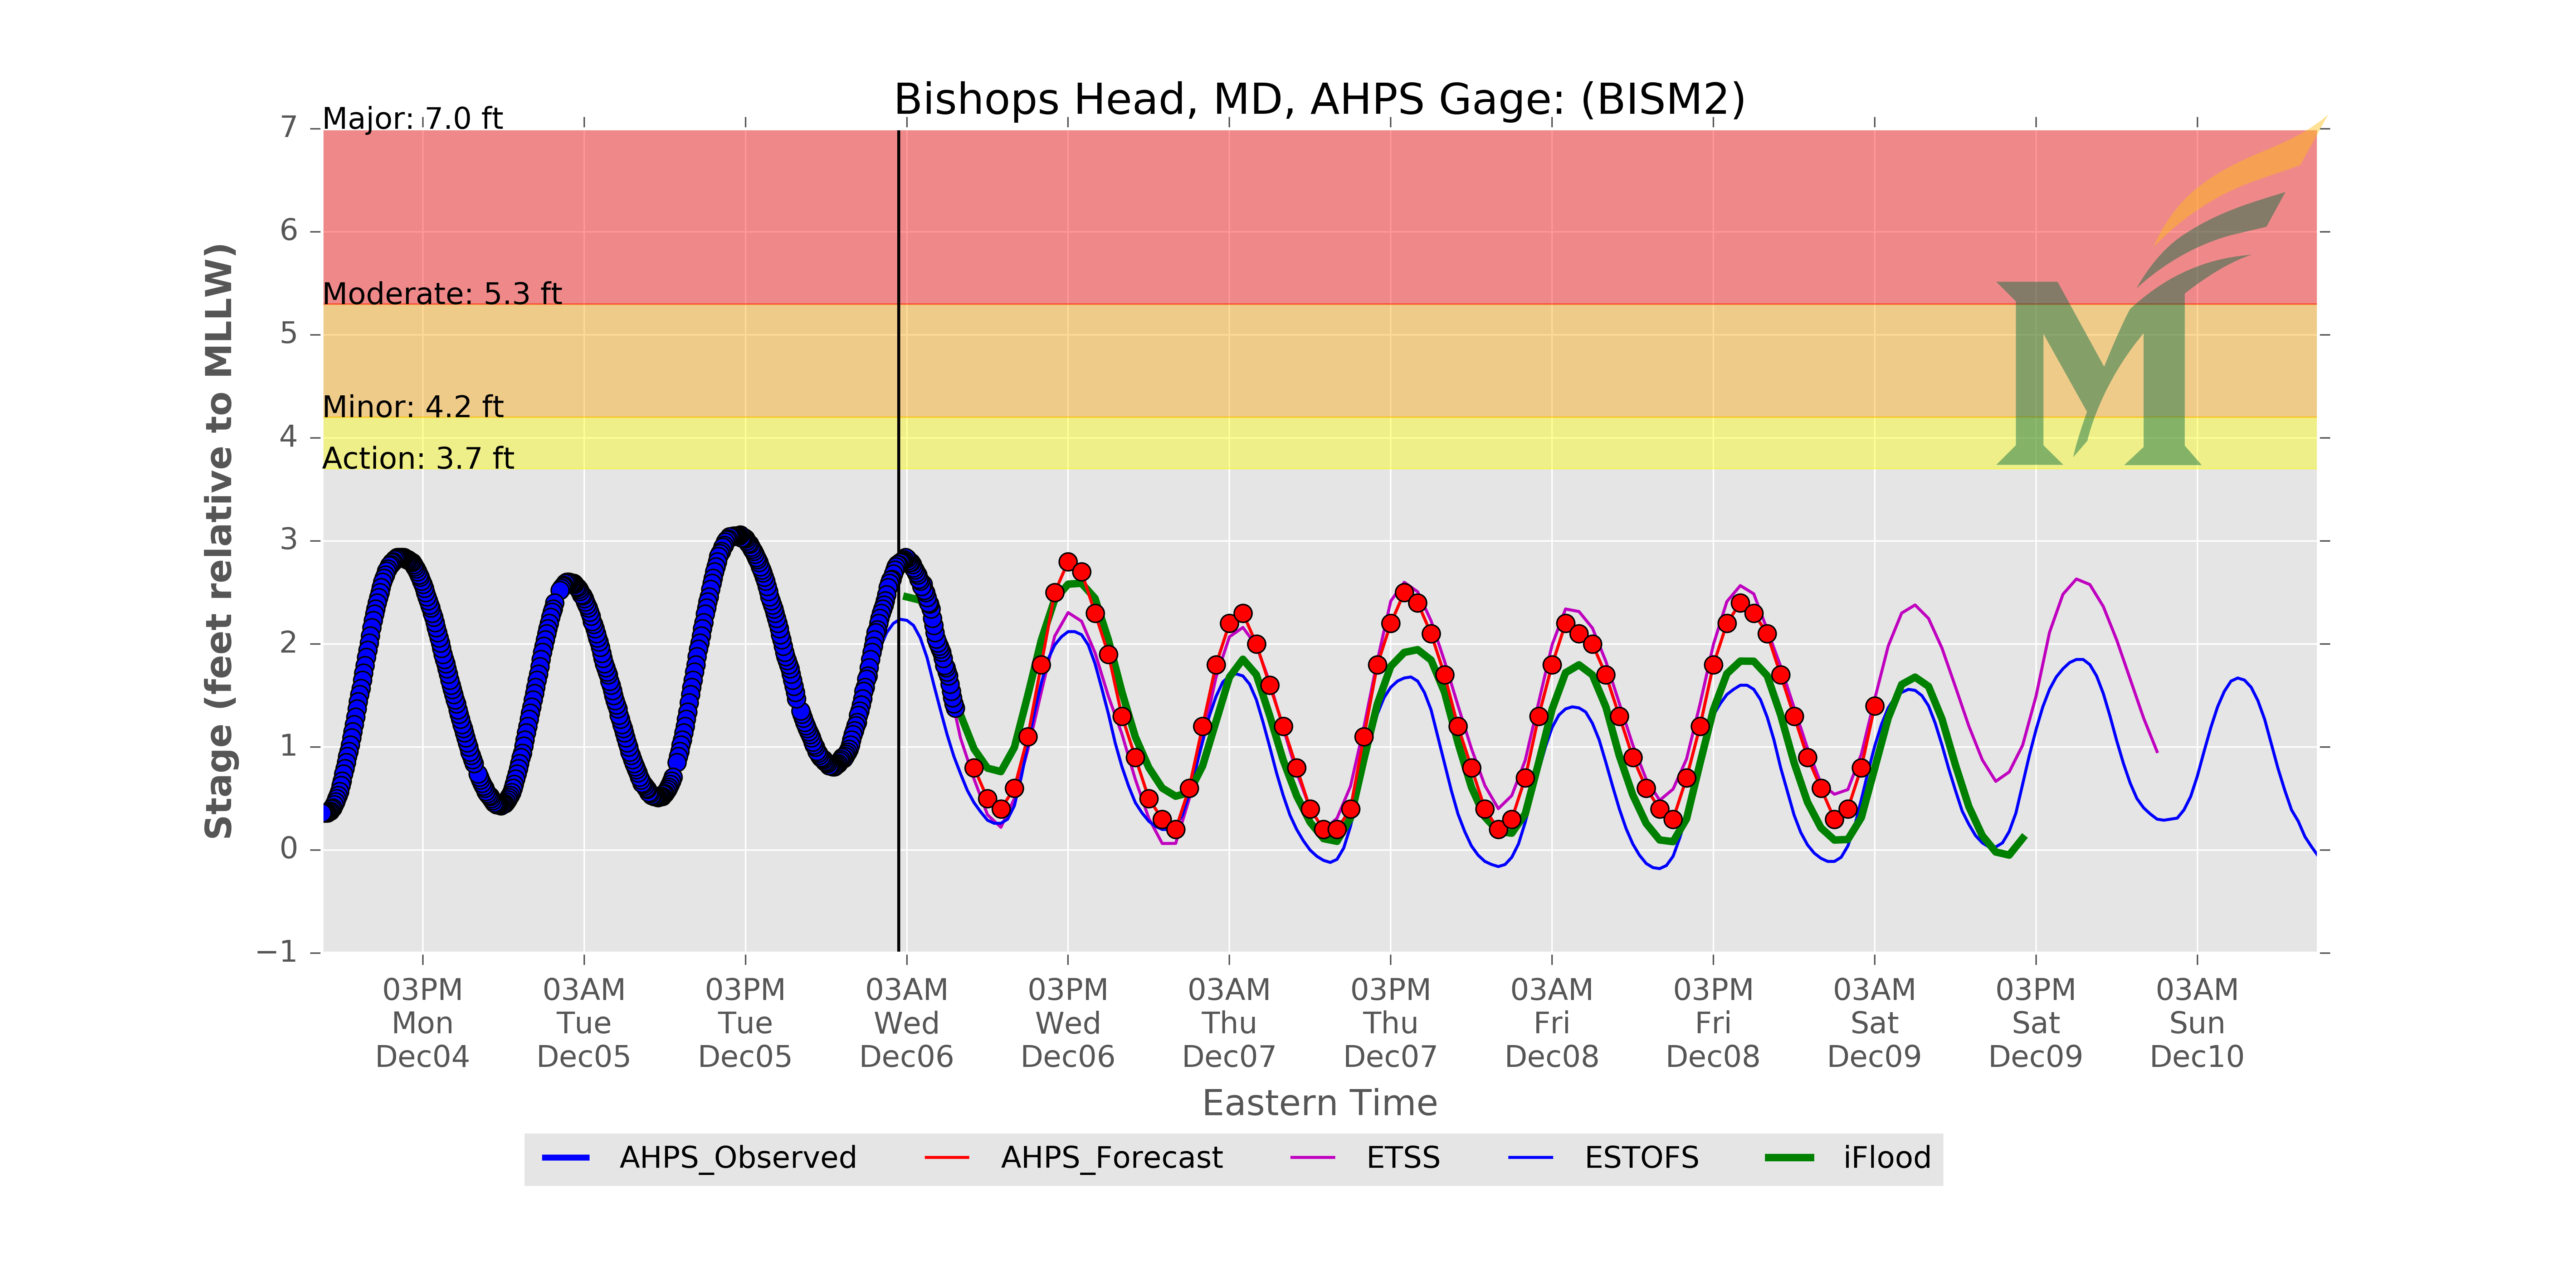 Bishops Head, MD, AHPS Gage: (BISM2)
Major: 7.0 ft
Moderate: 5.3 ft
Minor: 4.2 ft
Action: 3.7 ft
Stage (feet relative to MLLW)
7
6
5
4
3
2
1
0
−1
03PM 03AM 03PM 03AM 03PM 03AM 03PM 03AM 03PM 03AM 03PM 03AM
Mon Tue Tue Wed Wed Thu Thu Fri Fri Sat Sat Sun
Dec04 Dec05 Dec05 Dec06 Dec06 Dec07 Dec07 Dec08 Dec08 Dec09 Dec09 Dec10
Eastern Time
AHPS_Observed AHPS_Forecast ETSS ESTOFS iFlood
M